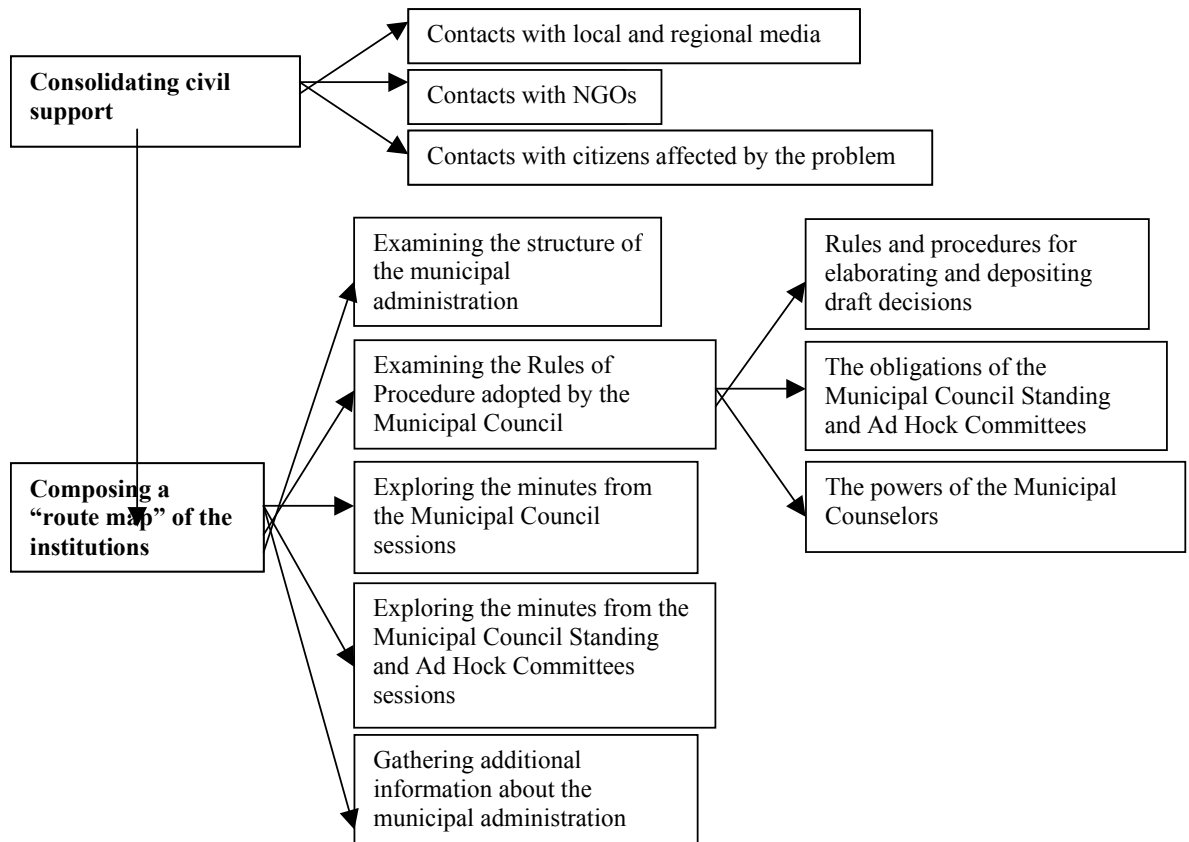 Contacts with local and regional media
Consolidating civil
support
Contacts with NGOs
Contacts with citizens affected by the problem
Examining the structure of
the municipal
administration
Rules and procedures for
elaborating and depositing
draft decisions
Examining the Rules of
Procedure adopted by the
Municipal Council
The obligations of the
Municipal Council Standing
and Ad Hock Committees
Composing a
“route map” of the
institutions
Exploring the minutes from
the Municipal Council
sessions
The powers of the Municipal
Counselors
Exploring the minutes from the
Municipal Council Standing
and Ad Hock Committees
sessions
Gathering additional
information about the
municipal administration